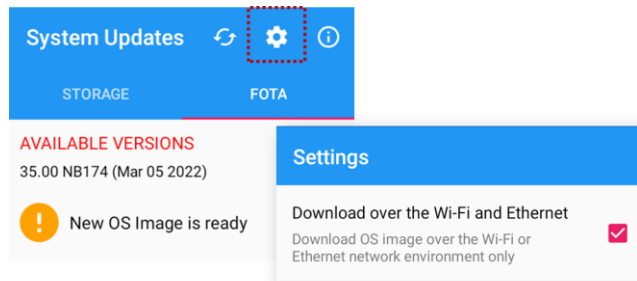 System Updates
STORAGE
FOTA
AVAILABLE VERSIONS
35.00 NB174 (Mar 05 2022)
New OS Image is ready
Settings
Download over the Wi-Fi and Ethernet
Download OS image over the Wi-Fi or
Ethernet network environment only